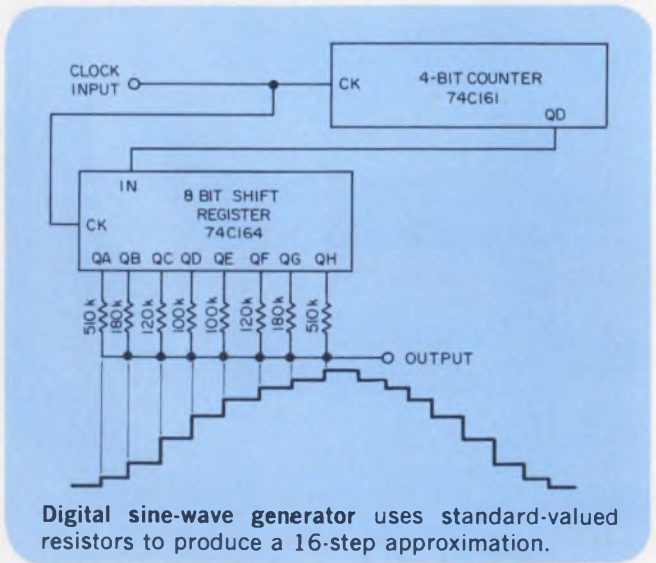 CLOCK
INPUT
CK
4-BIT COUNTER
74C161
QD
IN
8 BIT SHIFT
REGISTER
74C164
CK
QA QB QC QD QE QF QG QH
510k 180k 120k 100k 100k 120k 180k 510k
OUTPUT
Digital sine-wave generator uses standard-valued
resistors to produce a 16-step approximation.